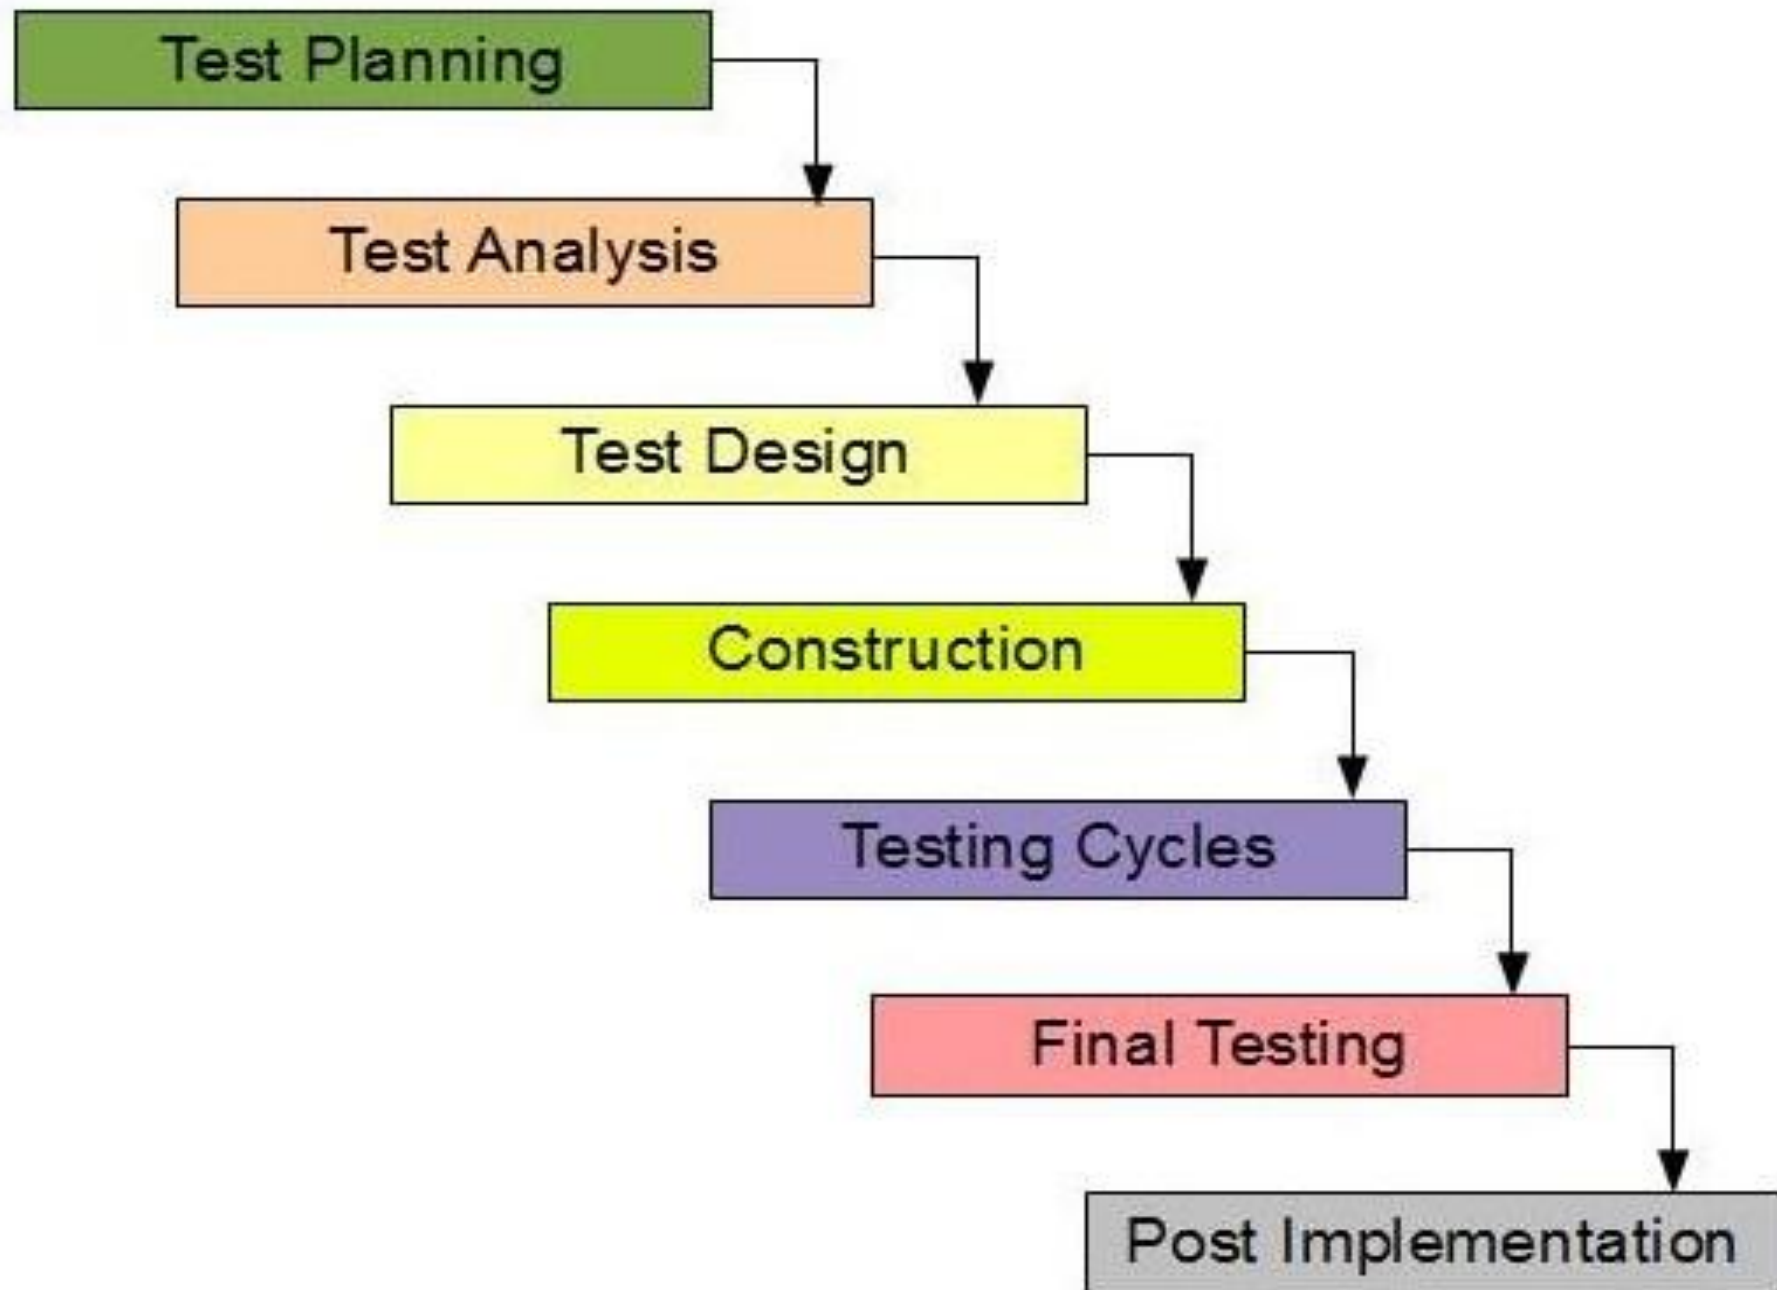 Test Planning
Test Analysis
Test Design
Construction
Testing Cycles
Final Testing
Post Implementation